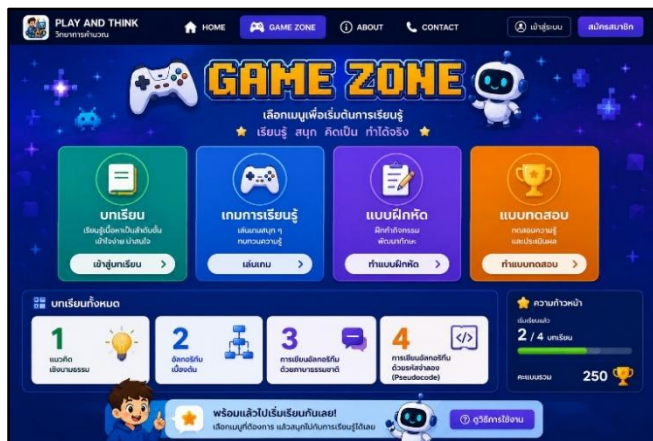 PLAY AND THINK
วิทยาการคำนวณ
HOME
GAME ZONE
ABOUT
CONTACT
เข้าสู่ระบบ
สมัครสมาชิก
GAME ZONE
เลือกเมนูเพื่อเริ่มต้นการเรียนรู้
เรียนรู้ สนุก คิดเป็น ทำได้จริง
บทเรียน
เรียนรู้เนื้อหาเป็นลำดับขั้น
เข้าใจง่าย น่าสนใจ
เข้าสู่บทเรียน
เกมการเรียนรู้
เล่นเกมสนุก ๆ
ทบทวนความรู้
เล่นเกม
แบบฝึกหัด
ฝึกทำกิจกรรม
พัฒนาทักษะ
ทำแบบฝึกหัด
แบบทดสอบ
ทดสอบความรู้
และประเมินผล
ทำแบบทดสอบ
บทเรียนทั้งหมด
1
แนวคิด
เชิงนามธรรม
2
อัลกอริทึม
เบื้องต้น
3
การเขียนอัลกอริทึม
ด้วยภาษาธรรมชาติ
4
</>
การเขียนอัลกอริทึม
ด้วยรหัสจำลอง
(Pseudocode)
ความก้าวหน้า
เริ่มเรียนแล้ว
2 / 4 บทเรียน
คะแนนรวม
250
พร้อมแล้วไปเริ่มเรียนกันเลย!
เลือกเมนูที่ต้องการ แล้วสนุกไปกับการเรียนรู้ได้เลย
ดูวิธีการใช้งาน